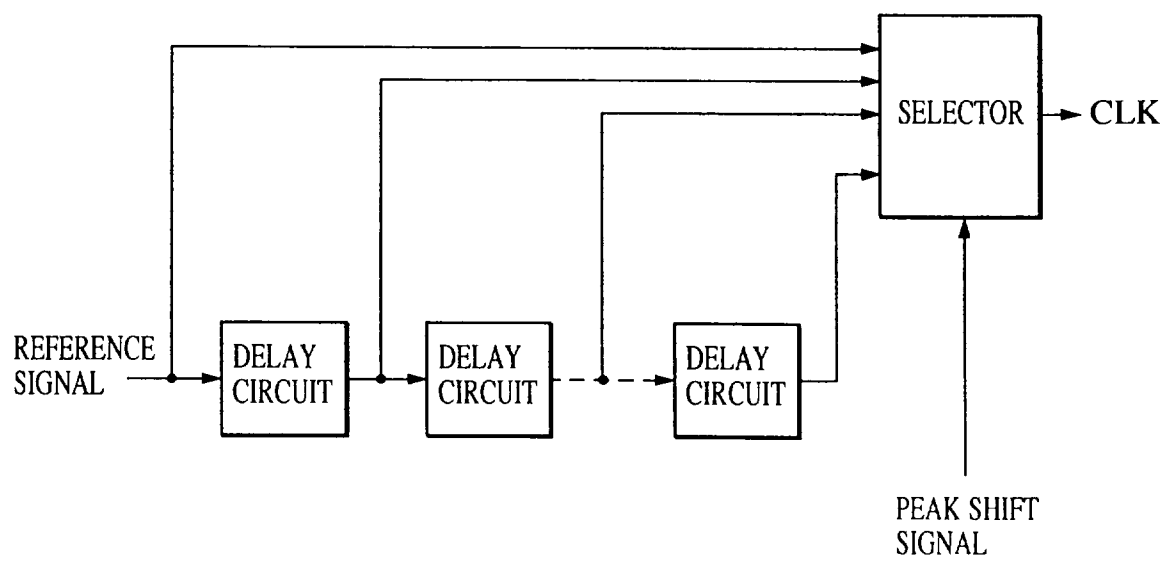 SELECTOR
CLK
REFERENCE
SIGNAL
DELAY
CIRCUIT
DELAY
CIRCUIT
DELAY
CIRCUIT
PEAK SHIFT
SIGNAL